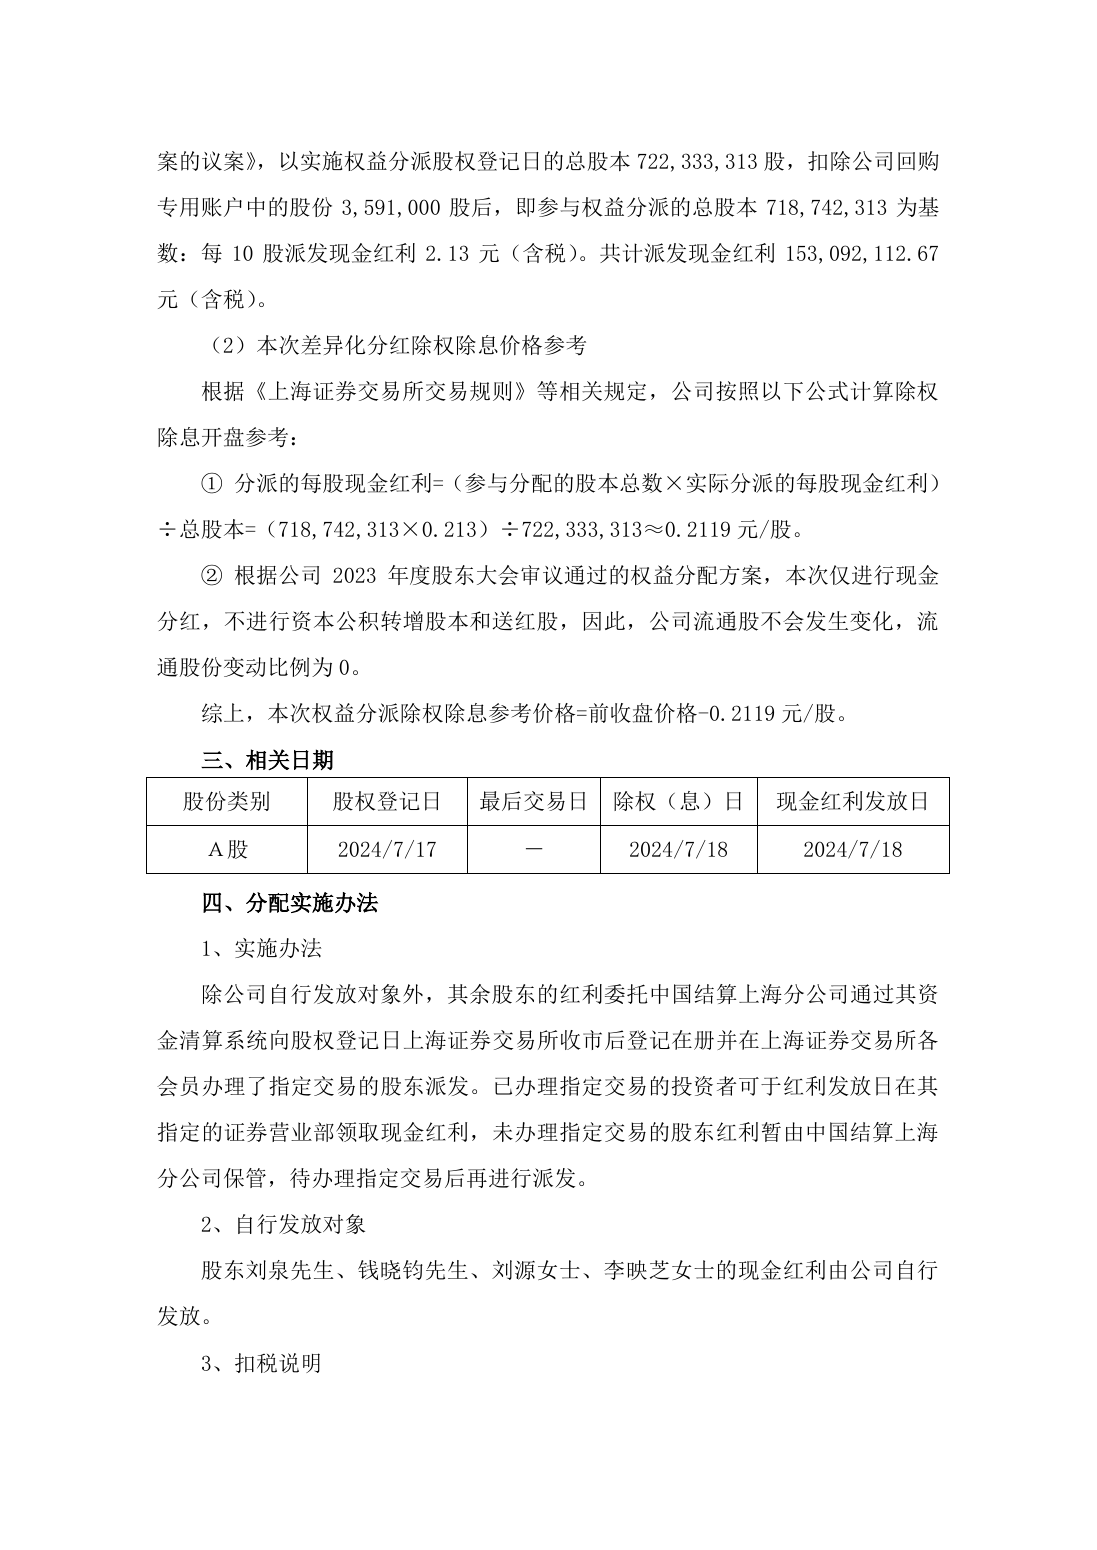 案的议案》，以实施权益分派股权登记日的总股本 722,333,313 股，扣除公司回购
专用账户中的股份 3,591,000 股后，即参与权益分派的总股本 718,742,313 为基
数：每 10 股派发现金红利 2.13 元（含税）。共计派发现金红利 153,092,112.67
元（含税）。
（2）本次差异化分红除权除息价格参考
根据《上海证券交易所交易规则》等相关规定，公司按照以下公式计算除权
除息开盘参考：
① 分派的每股现金红利=（参与分配的股本总数×实际分派的每股现金红利）
÷总股本=（718,742,313×0.213）÷722,333,313≈0.2119 元/股。
② 根据公司 2023 年度股东大会审议通过的权益分配方案，本次仅进行现金
分红，不进行资本公积转增股本和送红股，因此，公司流通股不会发生变化，流
通股份变动比例为 0。
综上，本次权益分派除权除息参考价格=前收盘价格-0.2119 元/股。
三、相关日期
股份类别 股权登记日 最后交易日 除权（息）日 现金红利发放日
Ａ股 2024/7/17 － 2024/7/18 2024/7/18
四、分配实施办法
1、实施办法
除公司自行发放对象外，其余股东的红利委托中国结算上海分公司通过其资
金清算系统向股权登记日上海证券交易所收市后登记在册并在上海证券交易所各
会员办理了指定交易的股东派发。已办理指定交易的投资者可于红利发放日在其
指定的证券营业部领取现金红利，未办理指定交易的股东红利暂由中国结算上海
分公司保管，待办理指定交易后再进行派发。
2、自行发放对象
股东刘泉先生、钱晓钧先生、刘源女士、李映芝女士的现金红利由公司自行
发放。
3、扣税说明